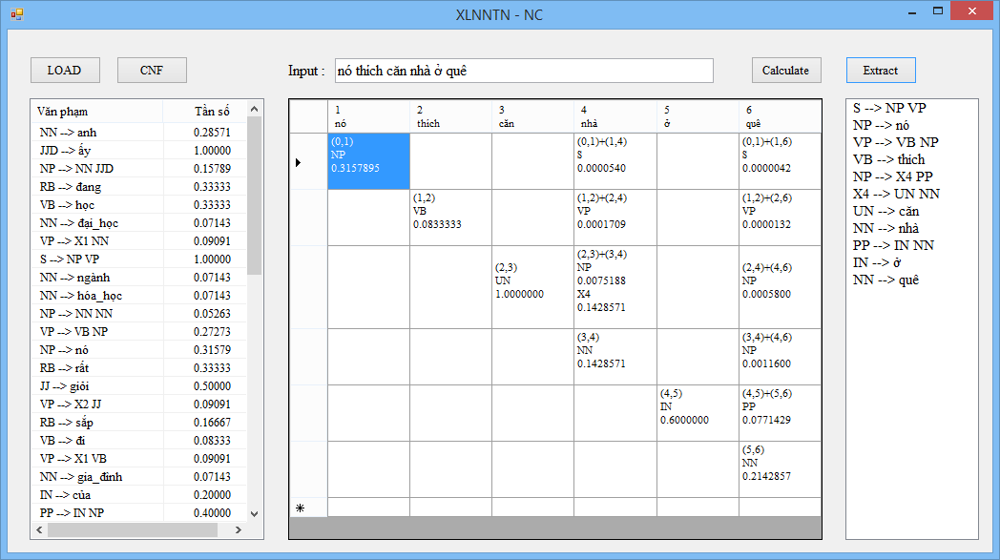 XLNNTN - NC
LOAD
CNF
Input :
nó thích căn nhà ở quê
Calculate
Extract
Văn phạm Tần số
NN --> anh 0.28571
JJD --> ấy 1.00000
NP --> NN JJD 0.15789
RB --> đang 0.33333
VB --> học 0.33333
NN --> đại_học 0.07143
VP --> X1 NN 0.09091
S --> NP VP 1.00000
NN --> ngành 0.07143
NN --> hóa_học 0.07143
NP --> NN NN 0.05263
VP --> VB NP 0.27273
NP --> nó 0.31579
RB --> rất 0.33333
JJ --> giỏi 0.50000
VP --> X2 JJ 0.09091
RB --> sắp 0.16667
VB --> đi 0.08333
VP --> X1 VB 0.09091
NN --> gia_đình 0.07143
IN --> của 0.20000
PP --> IN NP 0.40000
1 2 3 4 5 6
nó thích căn nhà ở quê
(0,1) (0,1)+(1,4) (0,1)+(1,6)
NP S S
0.3157895 0.0000540 0.0000042
(1,2) (1,2)+(2,4) (1,2)+(2,6)
VB VP VP
0.0833333 0.0001709 0.0000132
(2,3)+(3,4)
(2,3) NP (2,4)+(4,6)
UN 0.0075188 NP
1.0000000 X4 0.0005800
0.1428571
(3,4) (3,4)+(4,6)
NN NP
0.1428571 0.0011600
(4,5) (4,5)+(5,6)
IN PP
0.6000000 0.0771429
(5,6)
NN
0.2142857
S --> NP VP
NP --> nó
VP --> VB NP
VB --> thích
NP --> X4 PP
X4 --> UN NN
UN --> căn
NN --> nhà
PP --> IN NN
IN --> ở
NN --> quê